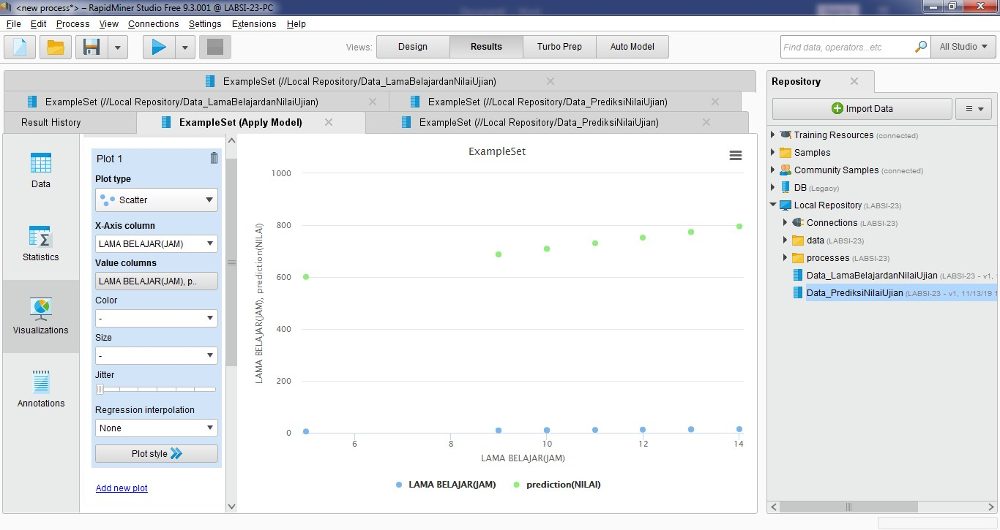 <new process*> – RapidMiner Studio Free 9.3.001 @ LABSI-23-PC
File Edit Process View Connections Settings Extensions Help
Views: Design Results Turbo Prep Auto Model Find data, operators...etc All Studio
ExampleSet (//Local Repository/Data_LamaBelajardanNilaiUjian)
ExampleSet (//Local Repository/Data_LamaBelajardanNilaiUjian) ExampleSet (//Local Repository/Data_PrediksiNilaiUjian)
Result History ExampleSet (Apply Model) ExampleSet (//Local Repository/Data_PrediksiNilaiUjian)
Data
Statistics
Visualizations
Annotations
Plot 1
Plot type
Scatter
X-Axis column
LAMA BELAJAR(JAM)
Value columns
LAMA BELAJAR(JAM), p..
Color
-
Size
-
Jitter
Regression interpolation
None
Plot style
Add new plot
ExampleSet
LAMA BELAJAR(JAM), prediction(NILAI)
1000
800
600
400
200
0
6 8 10 12 14
LAMA BELAJAR(JAM)
LAMA BELAJAR(JAM) prediction(NILAI)
Repository
Import Data
Training Resources (connected)
Samples
Community Samples (connected)
DB (Legacy)
Local Repository (LABSI-23)
Connections (LABSI-23)
data (LABSI-23)
processes (LABSI-23)
Data_LamaBelajardanNilaiUjian (LABSI-23 - v1,
Data_PrediksiNilaiUjian (LABSI-23 - v1, 11/13/19 1